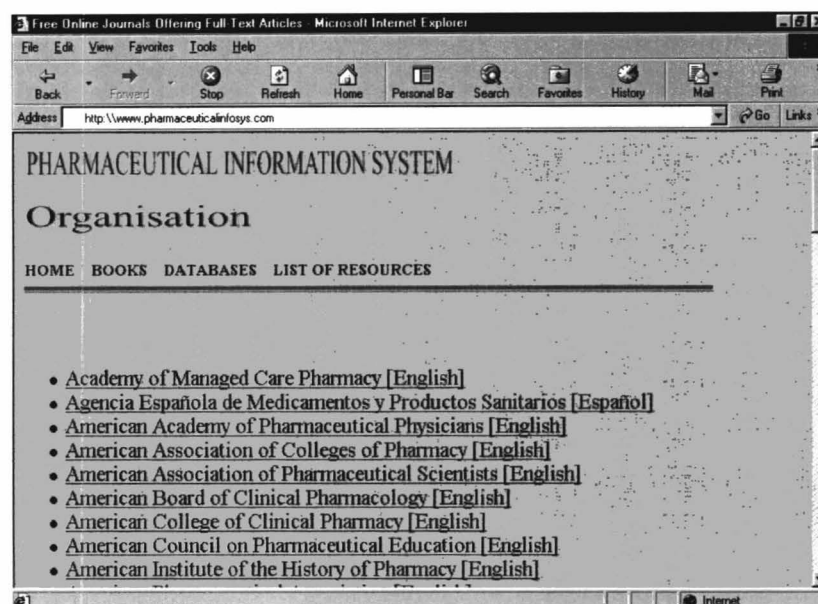 Free Online Journals Offering Full-Text Articles - Microsoft Internet Explorer
File Edit View Favorites Tools Help
Back Forward Stop Refresh Home Personal Bar Search Favorites History Mail Print
Address http:\\www.pharmaceuticalinfosys.com Go Links
PHARMACEUTICAL INFORMATION SYSTEM
Organisation
HOME BOOKS DATABASES LIST OF RESOURCES
• Academy of Managed Care Pharmacy [English]
• Agencia Española de Medicamentos y Productos Sanitarios [Español]
• American Academy of Pharmaceutical Physicians [English]
• American Association of Colleges of Pharmacy [English]
• American Association of Pharmaceutical Scientists [English]
• American Board of Clinical Pharmacology [English]
• American College of Clinical Pharmacy [English]
• American Council on Pharmaceutical Education [English]
• American Institute of the History of Pharmacy [English]
Internet